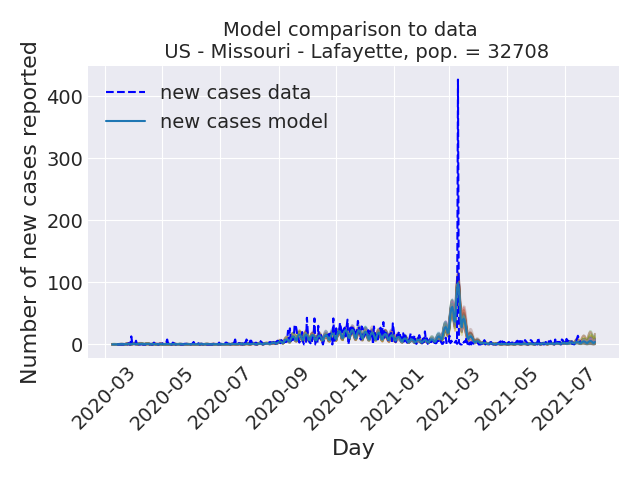 Model comparison to data
US - Missouri - Lafayette, pop. = 32708
Number of new cases reported
400
300
200
100
0
new cases data
new cases model
2020-03
2020-05
2020-07
2020-09
2020-11
2021-01
2021-03
2021-05
2021-07
Day